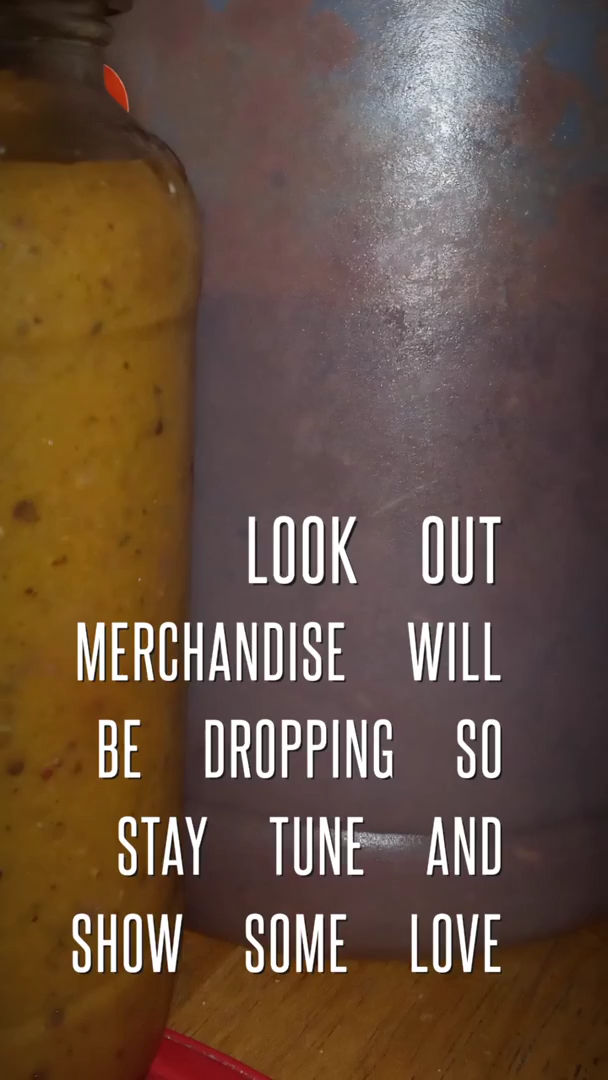 LOOK OUT
MERCHANDISE WILL
BE DROPPING SO
STAY TUNE AND
SHOW SOME LOVE